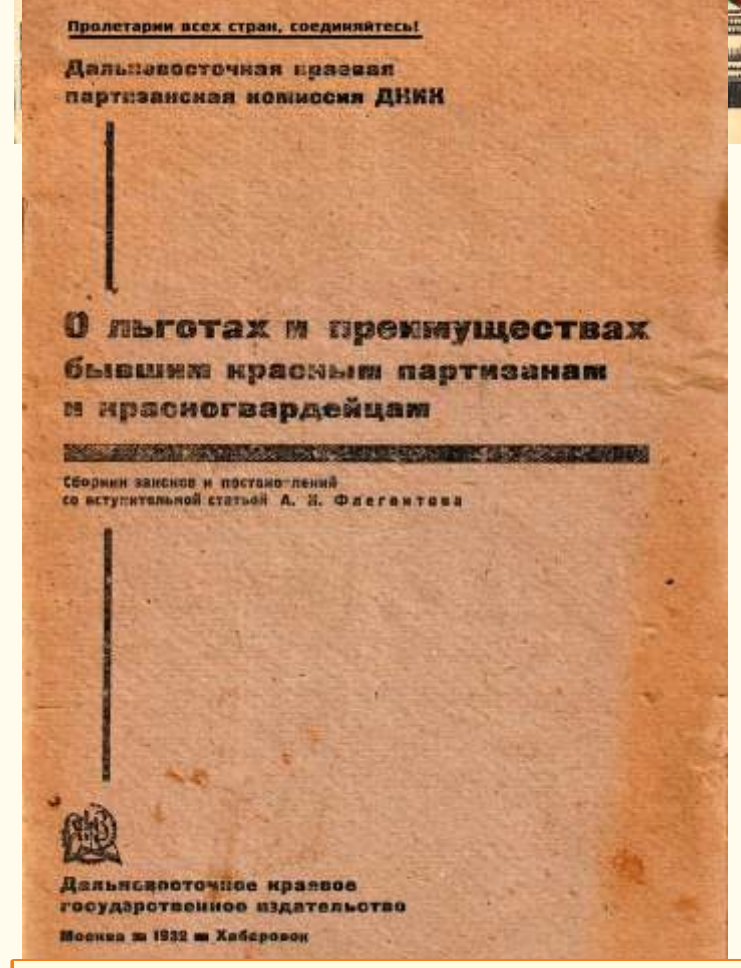 Пролетарии всех стран, соединяйтесь!
Дальневосточная краевая
партизанская комиссия ДКИК
О льготах и преимуществах
бывшим красным партизанам
и красногвардейцам
Сборник законов и постановлений
со вступительной статьей А. К. Флегонтова
Дальневосточное краевое
государственное издательство
Москва 1932 Хабаровск